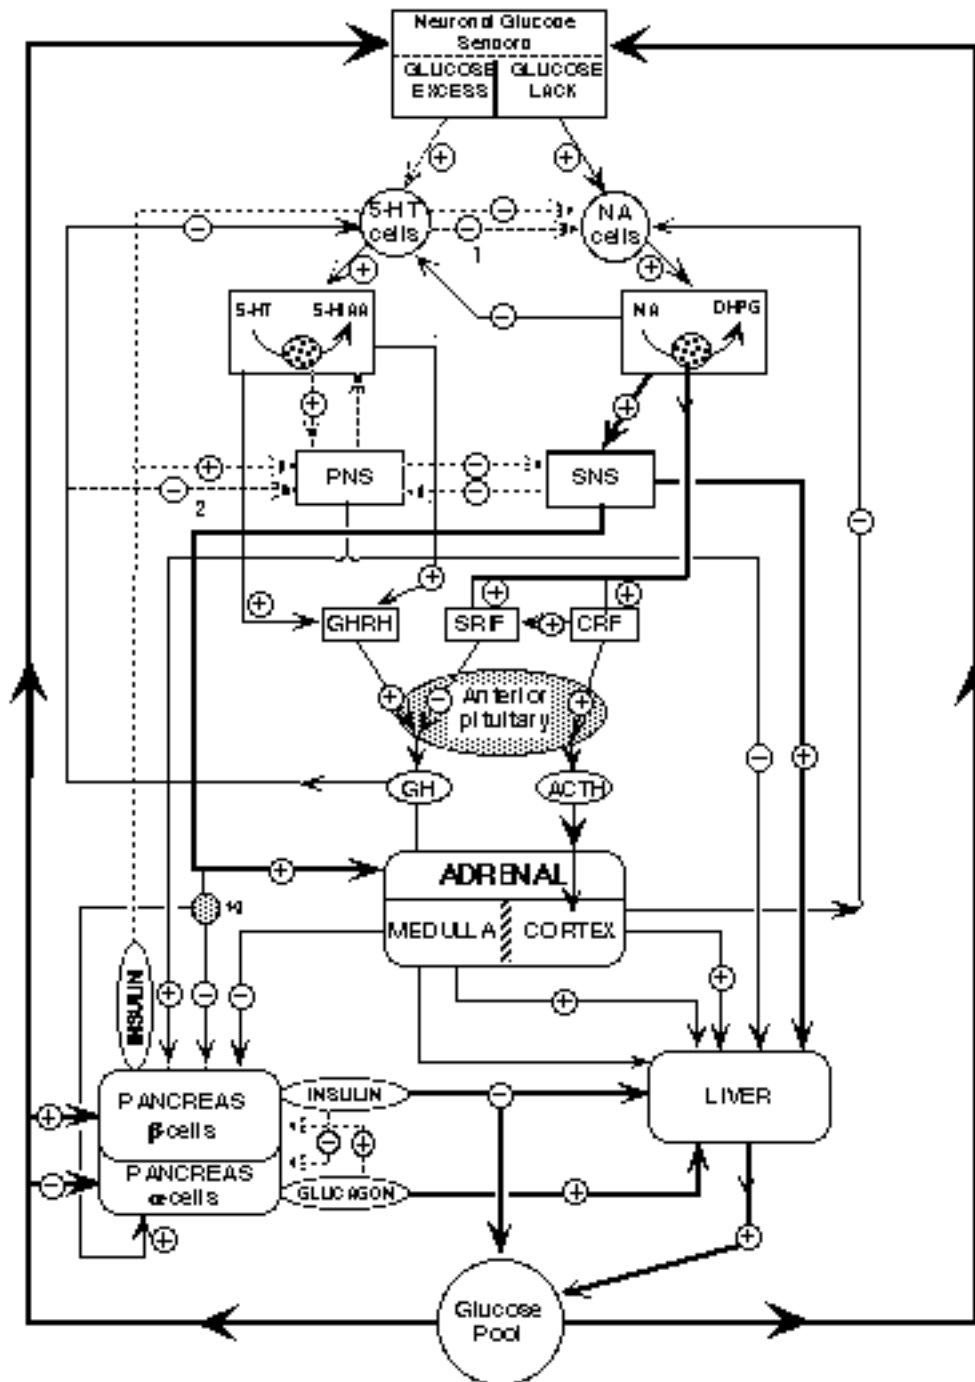 Neuronal Glucose
Sensors
GLUCOSE
EXCESS
GLUCOSE
LACK
+
+
5-HT
cells
−
−
1
NA
cells
−
−
+
+
5-HT
5-HIAA
−
NA
DHPG
+
+
+
−
2
PNS
−
−
SNS
−
+
+
GHRH
+
SRIF
+
+
CRF
+
+
−
+
Anterior
pituitary
−
+
GH
ACTH
+
ADRENAL
MEDULLA
CORTEX
INSULIN
+
−
−
+
+
PANCREAS
β-cells
INSULIN
−
LIVER
+
−
+
−
PANCREAS
α-cells
GLUCAGON
+
+
+
Glucose
Pool